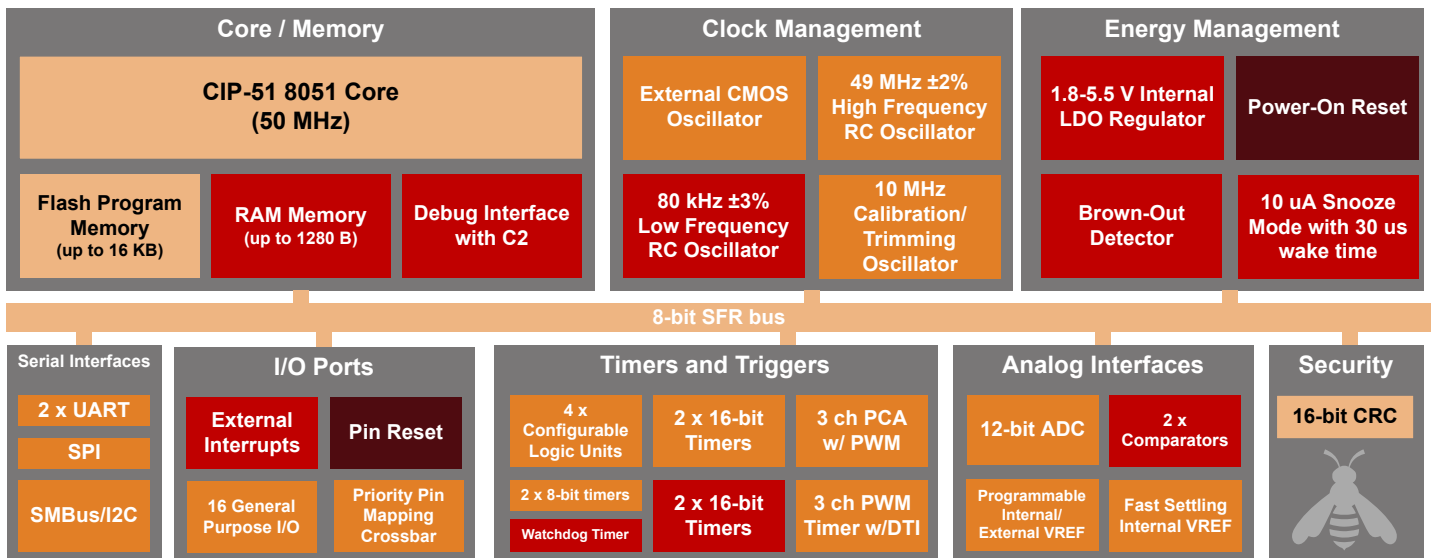 Core / Memory
CIP-51 8051 Core
(50 MHz)
Flash Program
Memory
(up to 16 KB)
RAM Memory
(up to 1280 B)
Debug Interface
with C2
Clock Management
External CMOS
Oscillator
49 MHz ±2%
High Frequency
RC Oscillator
80 kHz ±3%
Low Frequency
RC Oscillator
10 MHz
Calibration/
Trimming
Oscillator
Energy Management
1.8-5.5 V Internal
LDO Regulator
Power-On Reset
Brown-Out
Detector
10 uA Snooze
Mode with 30 us
wake time
8-bit SFR bus
Serial Interfaces
2 x UART
SPI
SMBus/I2C
I/O Ports
External
Interrupts
Pin Reset
16 General
Purpose I/O
Priority Pin
Mapping
Crossbar
Timers and Triggers
4 x
Configurable
Logic Units
2 x 16-bit
Timers
3 ch PCA
w/ PWM
2 x 8-bit timers
Watchdog Timer
2 x 16-bit
Timers
3 ch PWM
Timer w/DTI
Analog Interfaces
12-bit ADC
2 x
Comparators
Programmable
Internal/
External VREF
Fast Settling
Internal VREF
Security
16-bit CRC